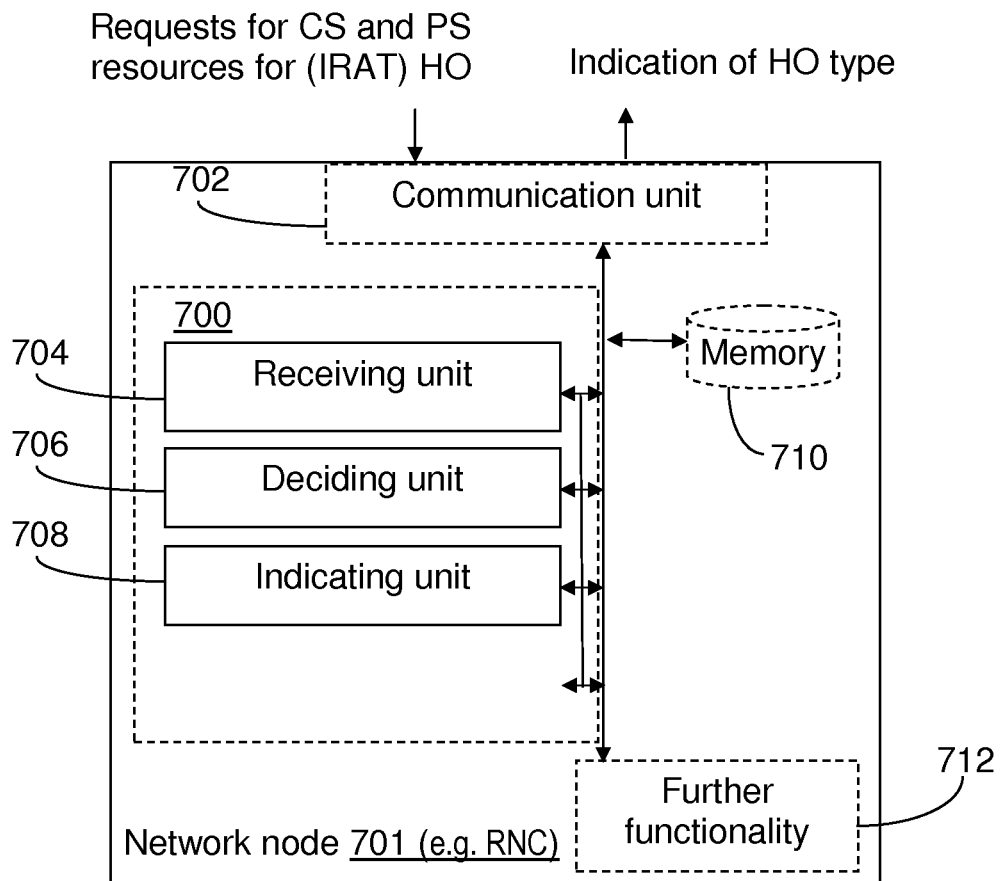 Requests for CS and PS
resources for (IRAT) HO
Indication of HO type
702
Communication unit
700
704
Receiving unit
Memory
706
Deciding unit
710
708
Indicating unit
712
Further
functionality
Network node 701 (e.g. RNC)